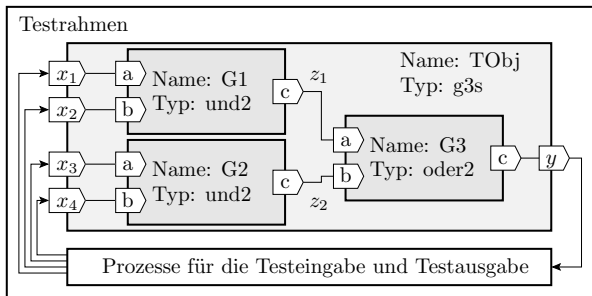 Testrahmen
Name: TObj
Typ: g3s
x1
a
Name: G1
c
z1
x2
b
Typ: und2
a
Name: G3
x3
a
Name: G2
b
Typ: oder2
c
y
x4
b
Typ: und2
c
z2
Prozesse für die Testeingabe und Testausgabe